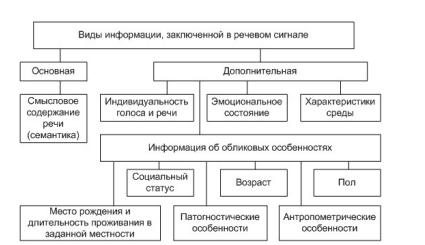 Виды информации, заключенной в речевом сигнале
Основная
Дополнительная
Смысловое
содержание
речи
(семантика)
Индивидуальность
голоса и речи
Эмоциональное
состояние
Характеристики
среды
Информация об обликовых особенностях
Социальный
статус
Возраст
Пол
Место рождения и
длительность проживания в
заданной местности
Патогностические
особенности
Антропометрические
особенности